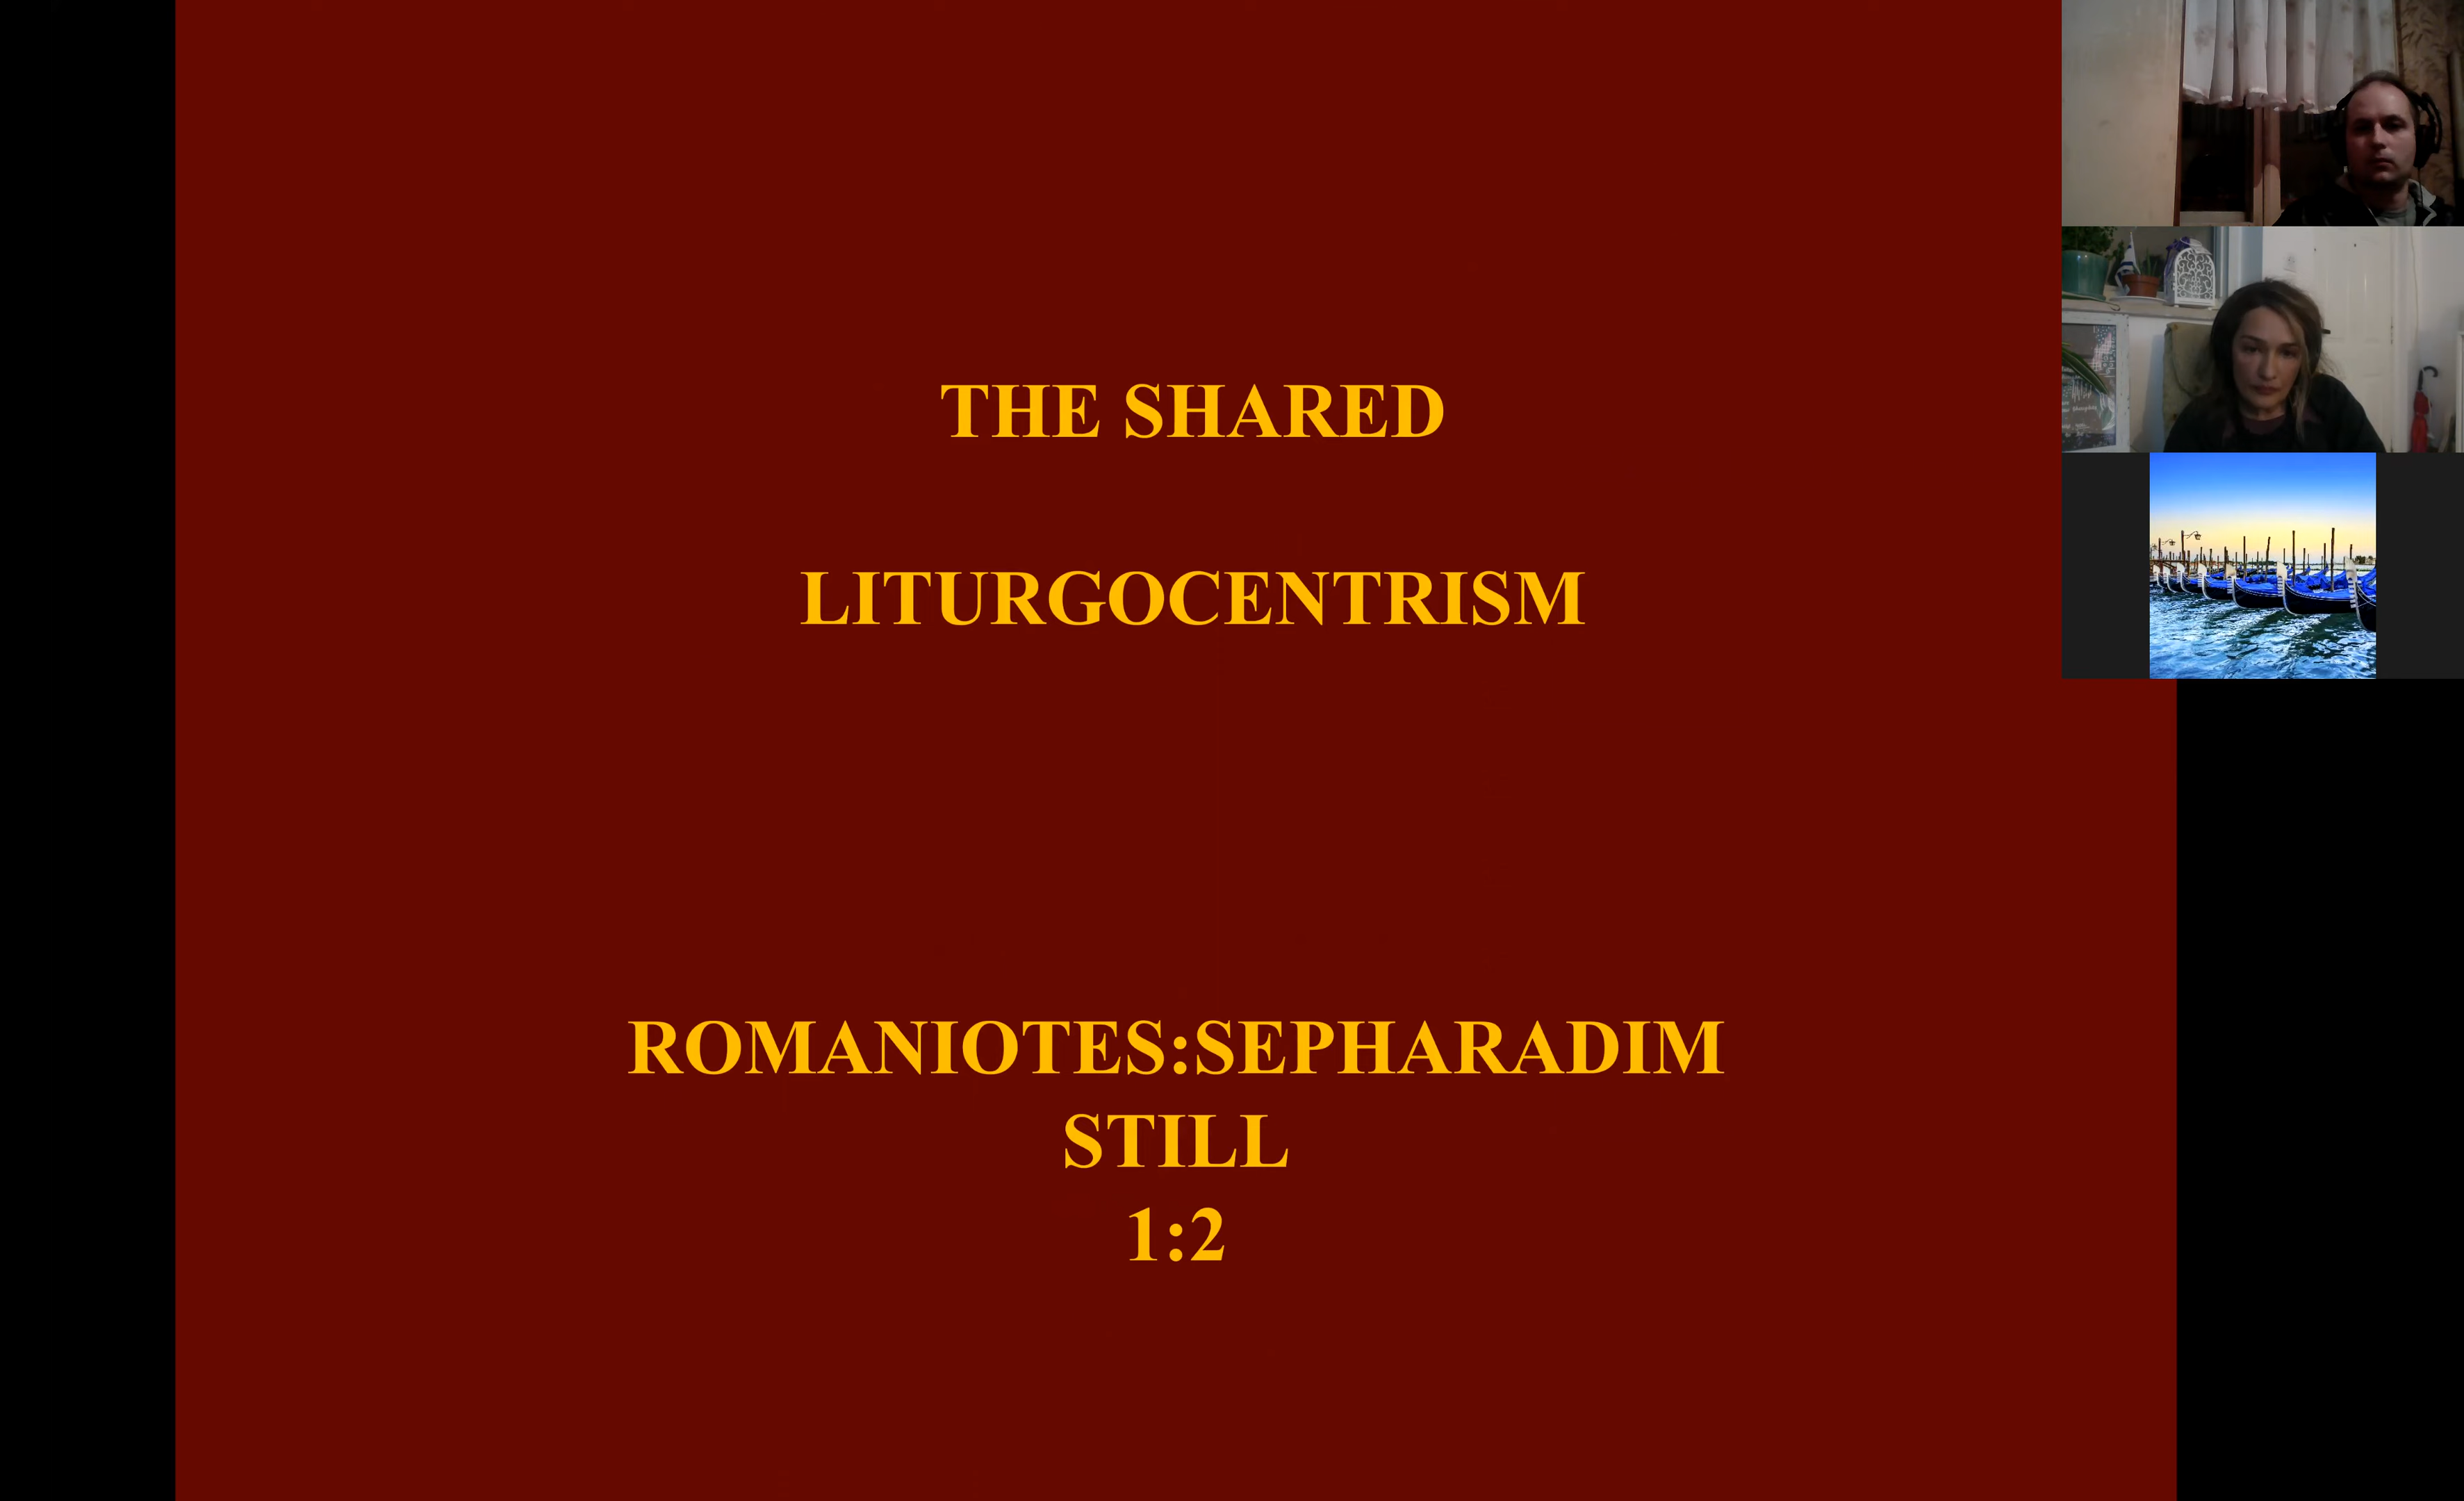 THE SHARED
LITURGOCENTRISM
ROMANIOTES:SEPHARADIM
STILL
1:2